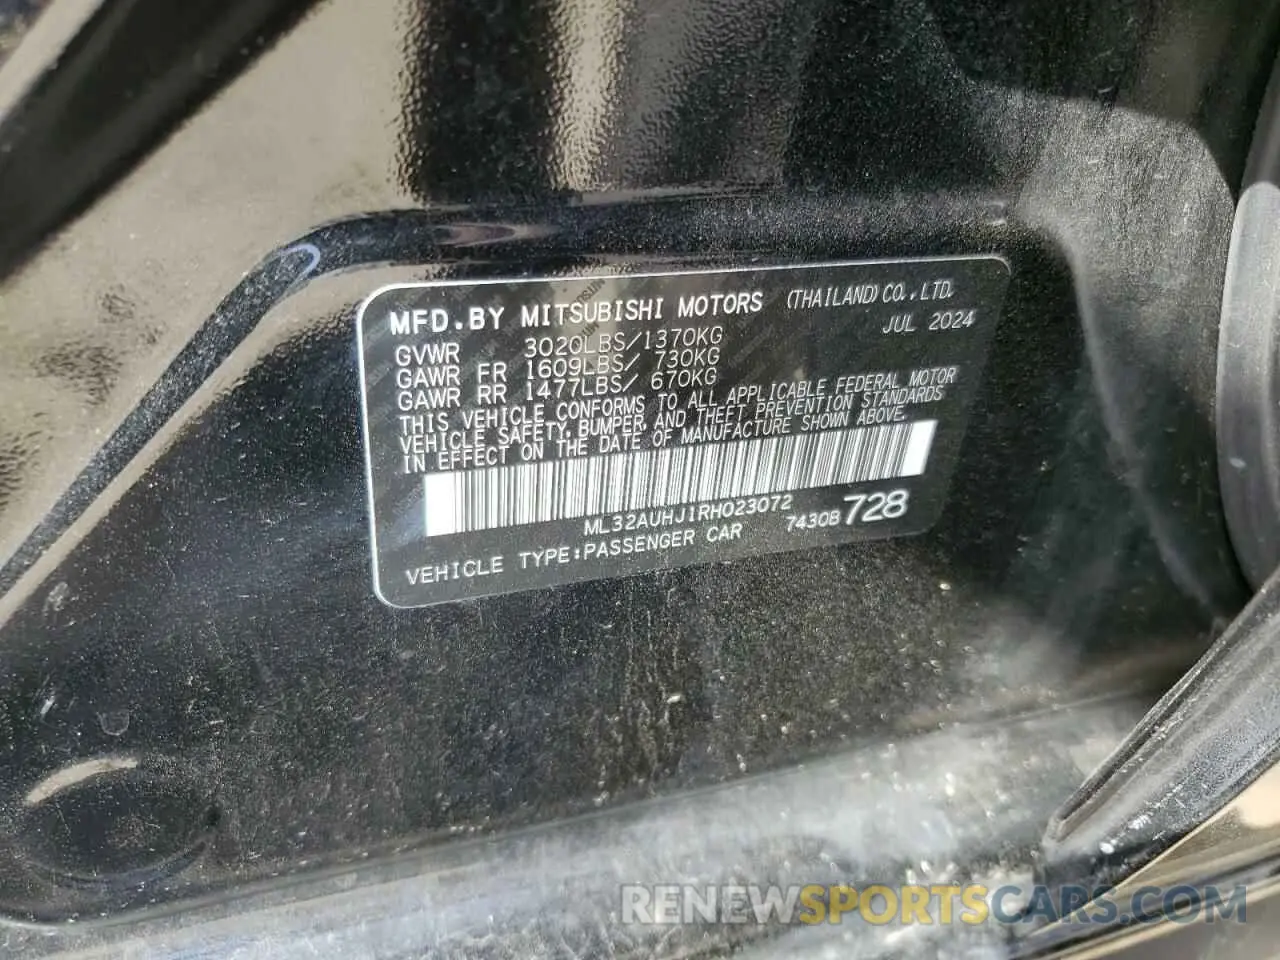 MFD.BY MITSUBISHI MOTORS (THAILAND) CO., LTD.
JUL 2024
GVWR 3020LBS/1370KG
GAWR FR 1609LBS/ 730KG
GAWR RR 1477LBS/ 670KG
THIS VEHICLE CONFORMS TO ALL APPLICABLE FEDERAL MOTOR
VEHICLE SAFETY, BUMPER, AND THEFT PREVENTION STANDARDS
IN EFFECT ON THE DATE OF MANUFACTURE SHOWN ABOVE.
ML32AUHJ1RH023072 7430B 728
VEHICLE TYPE:PASSENGER CAR
RENEWSPORTSCARS.COM